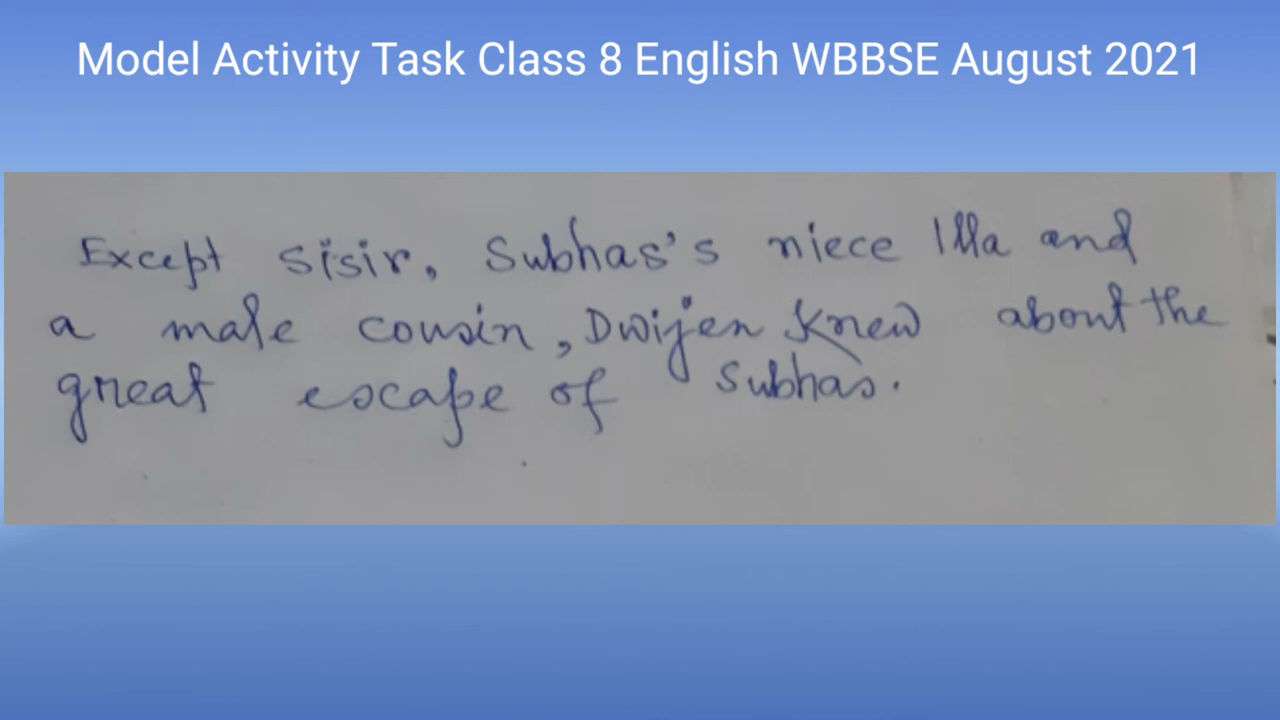 Model Activity Task Class 8 English WBBSE August 2021
Except Sisir, Subhas's niece Illa and
a male cousin, Dwijen knew about the
great escape of Subhas.